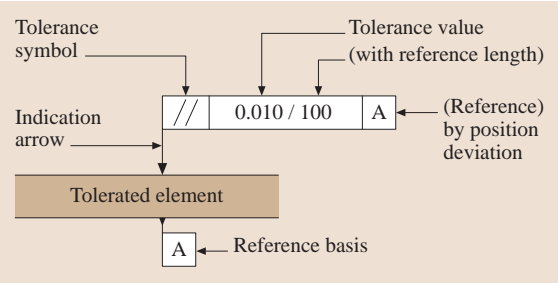 Tolerance
symbol
Tolerance value
(with reference length)
// 0.010 / 100 A
(Reference)
by position
deviation
Indication
arrow
Tolerated element
A
Reference basis